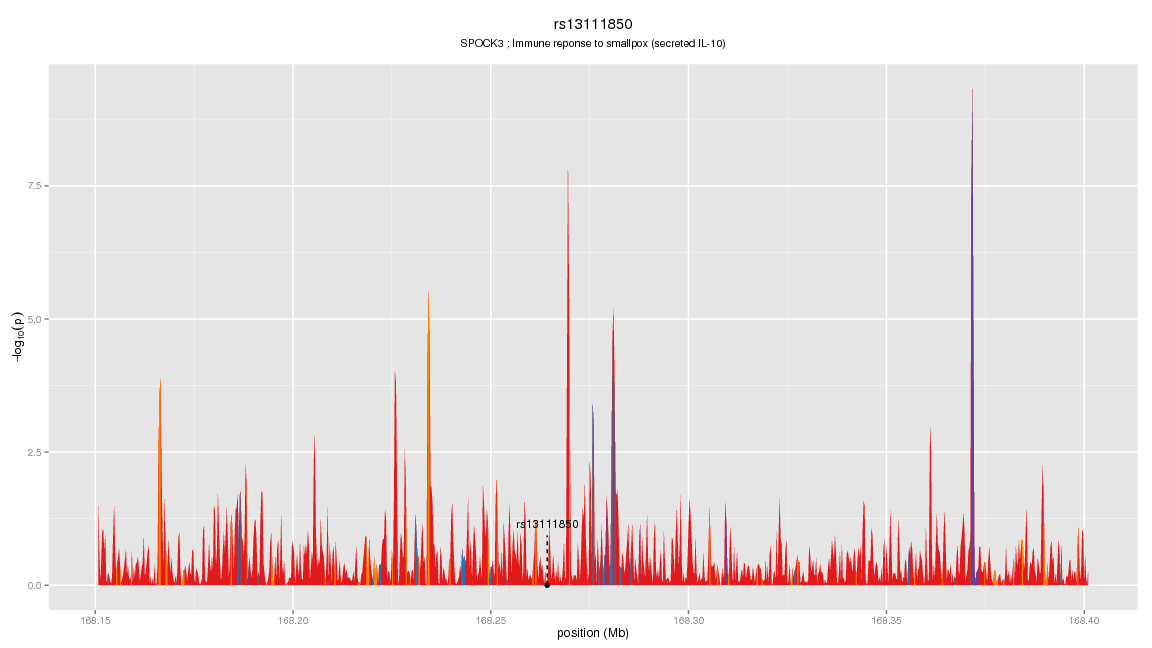 rs13111850
SPOCK3 ; Immune reponse to smallpox (secreted IL-10)
−log10(p)
7.5
5.0
2.5
0.0
rs13111850
168.15 168.20 168.25 168.30 168.35 168.40
position (Mb)